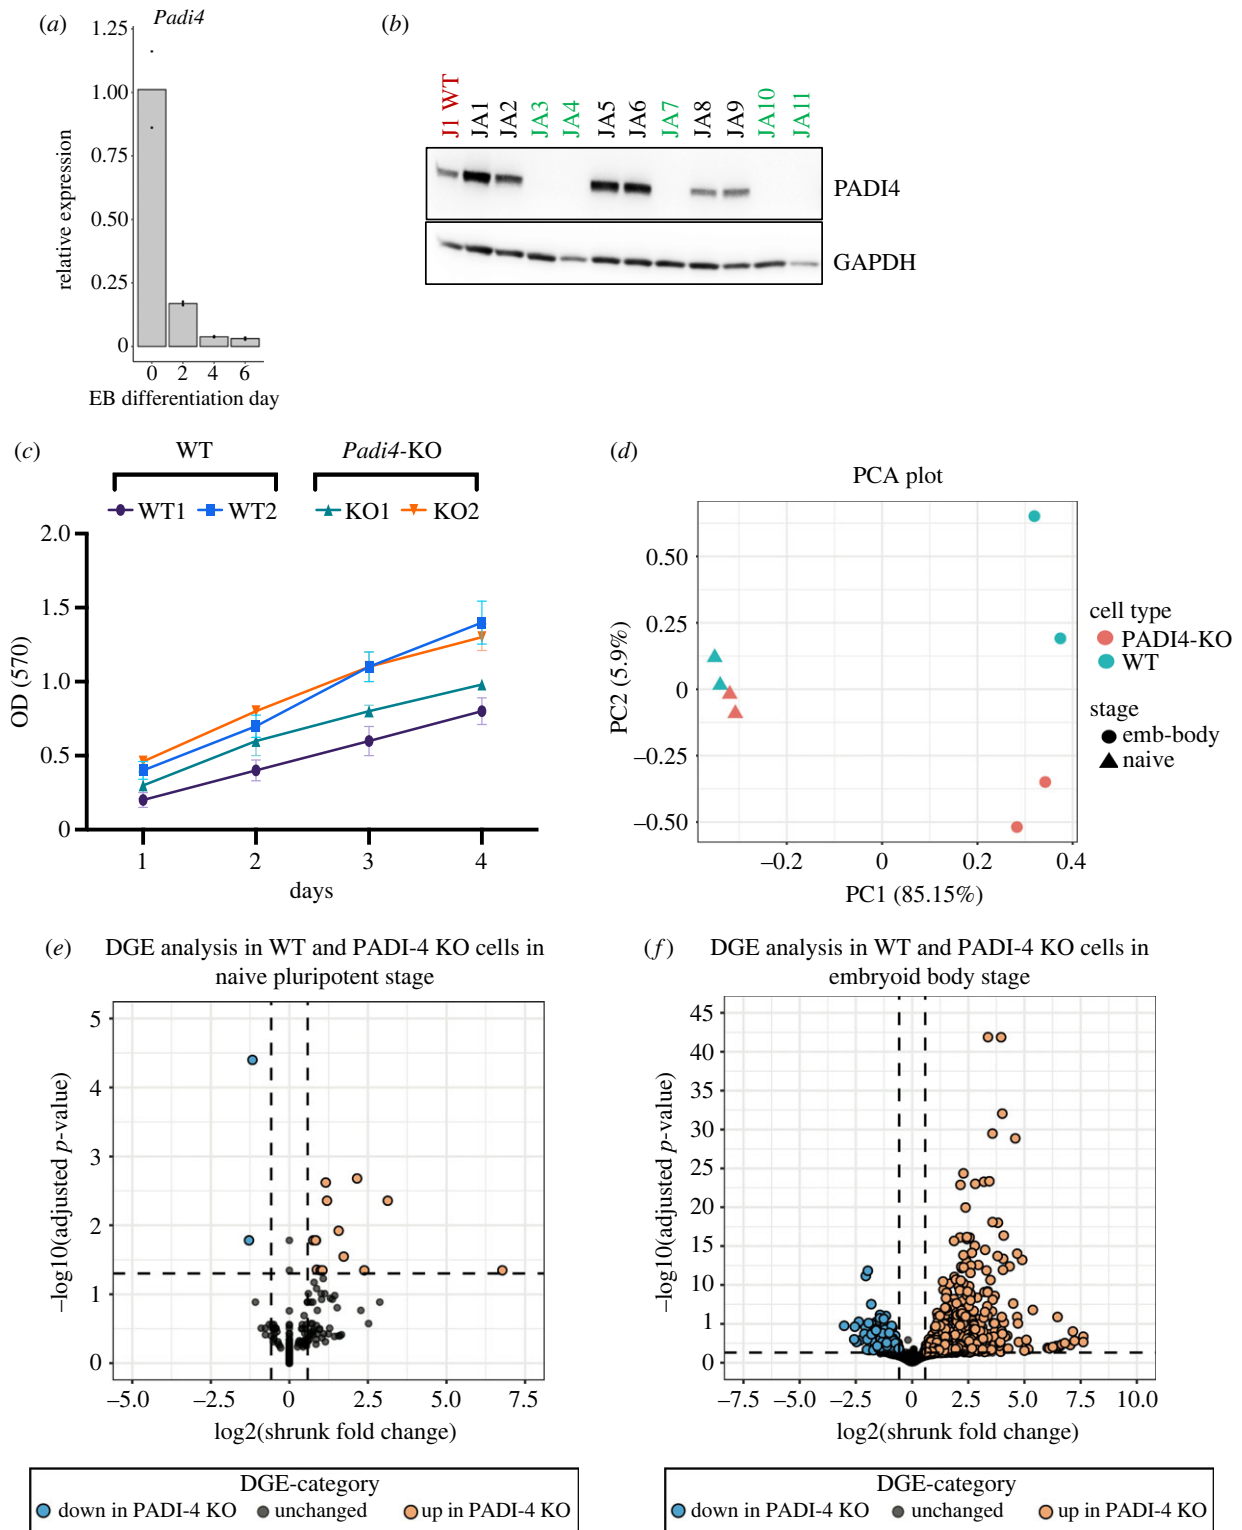 (a)
Padi4
1.25
1.00
0.75
0.50
0.25
0
relative expression
0 2 4 6
EB differentiation day
(b)
J1 WT
JA1
JA2
JA3
JA4
JA5
JA6
JA7
JA8
JA9
JA10
JA11
PADI4
GAPDH
(c)
WT
Padi4-KO
WT1 WT2 KO1 KO2
2.0
1.5
1.0
0.5
0
OD (570)
1 2 3 4
days
(d)
PCA plot
0.50
0.25
0
−0.25
−0.50
PC2 (5.9%)
−0.2 0 0.2 0.4
PC1 (85.15%)
cell type
PADI4-KO
WT
stage
emb-body
naive
(e) DGE analysis in WT and PADI-4 KO cells in
naive pluripotent stage
5
4
3
2
1
0
−log10(adjusted p-value)
−5.0 −2.5 0 2.5 5.0 7.5
log2(shrunk fold change)
DGE-category
down in PADI-4 KO unchanged up in PADI-4 KO
(f) DGE analysis in WT and PADI-4 KO cells in
embryoid body stage
45
40
35
30
25
20
15
10
1
0
−log10(adjusted p-value)
−7.5 −5.0 −2.5 0 2.5 5.0 7.5 10.0
log2(shrunk fold change)
DGE-category
down in PADI-4 KO unchanged up in PADI-4 KO